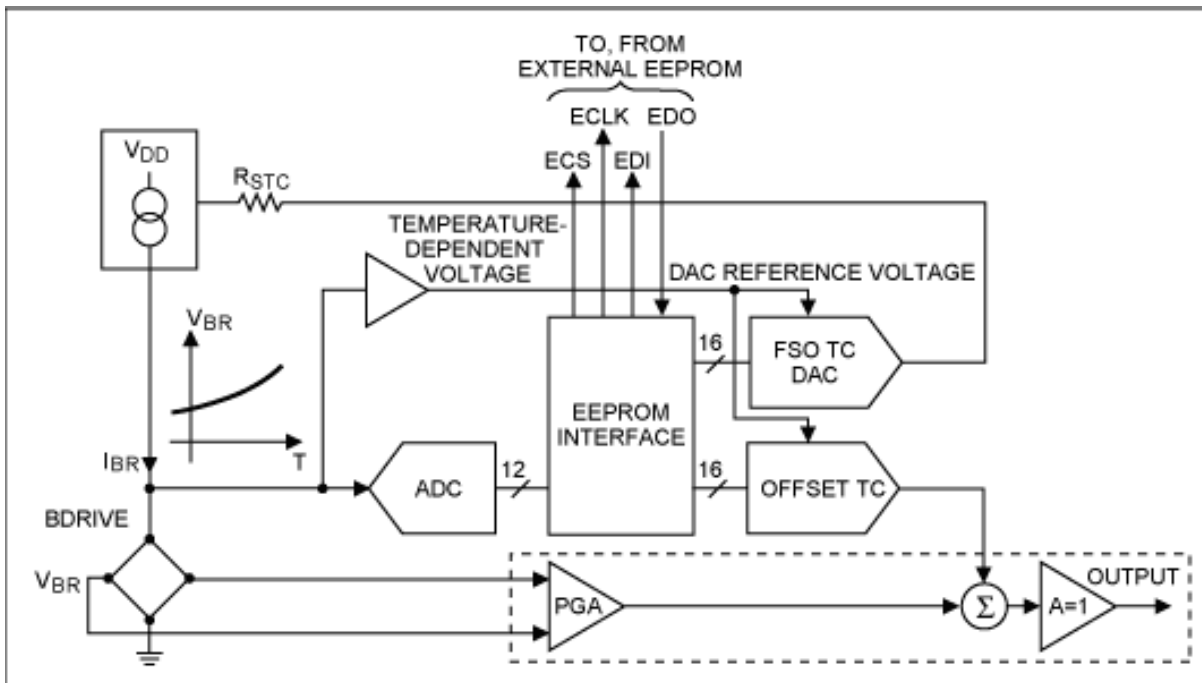 TO, FROM
EXTERNAL EEPROM
ECLK EDO
ECS EDI
VDD
RSTC
TEMPERATURE-
DEPENDENT
VOLTAGE
DAC REFERENCE VOLTAGE
VBR
T
IBR
16
FSO TC
DAC
EEPROM
INTERFACE
ADC
12
16
OFFSET TC
BDRIVE
VBR
PGA
Σ
A=1
OUTPUT